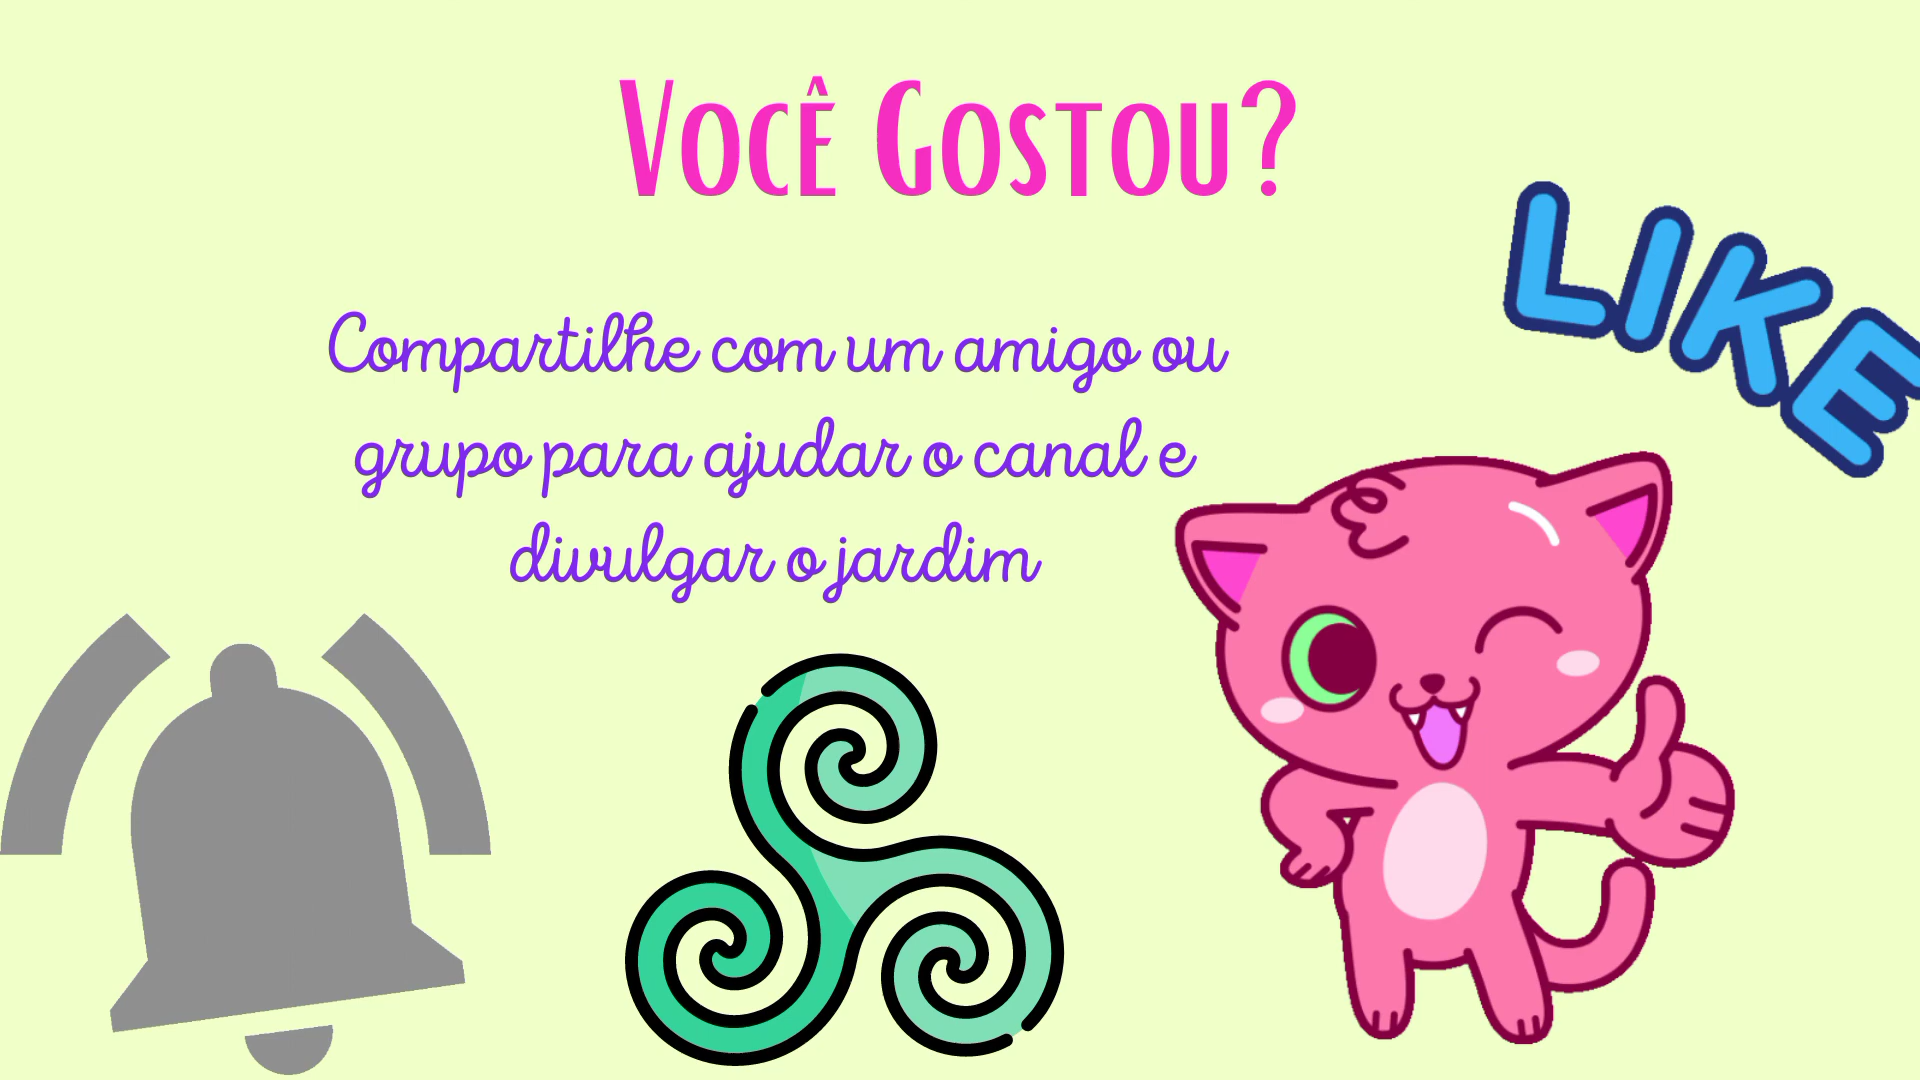 Você Gostou?
LIKE
Compartilhe com um amigo ou
grupo para ajudar o canal e
divulgar o jardim